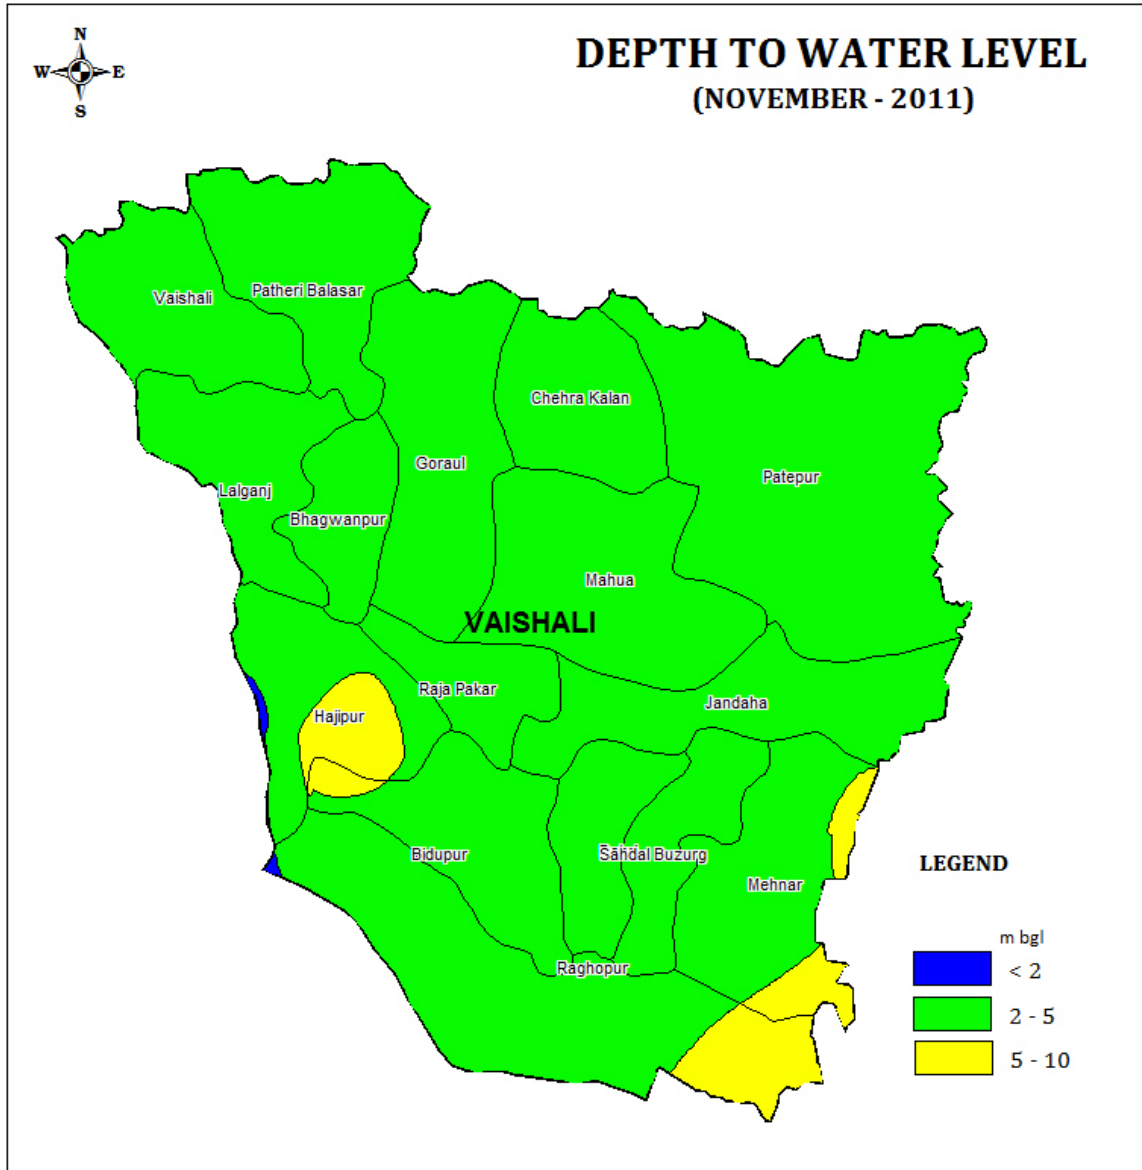 N
W E
S
DEPTH TO WATER LEVEL
(NOVEMBER - 2011)
Vaishali
Patheri Balasar
Chehra Kalan
Goraul
Patepur
Lalganj
Bhagwanpur
Mahua
VAISHALI
Raja Pakar
Jandaha
Hajipur
Bidupur
Buzurg
Mehnar
Raghopur
LEGEND
m bgl
< 2
2 - 5
5 - 10